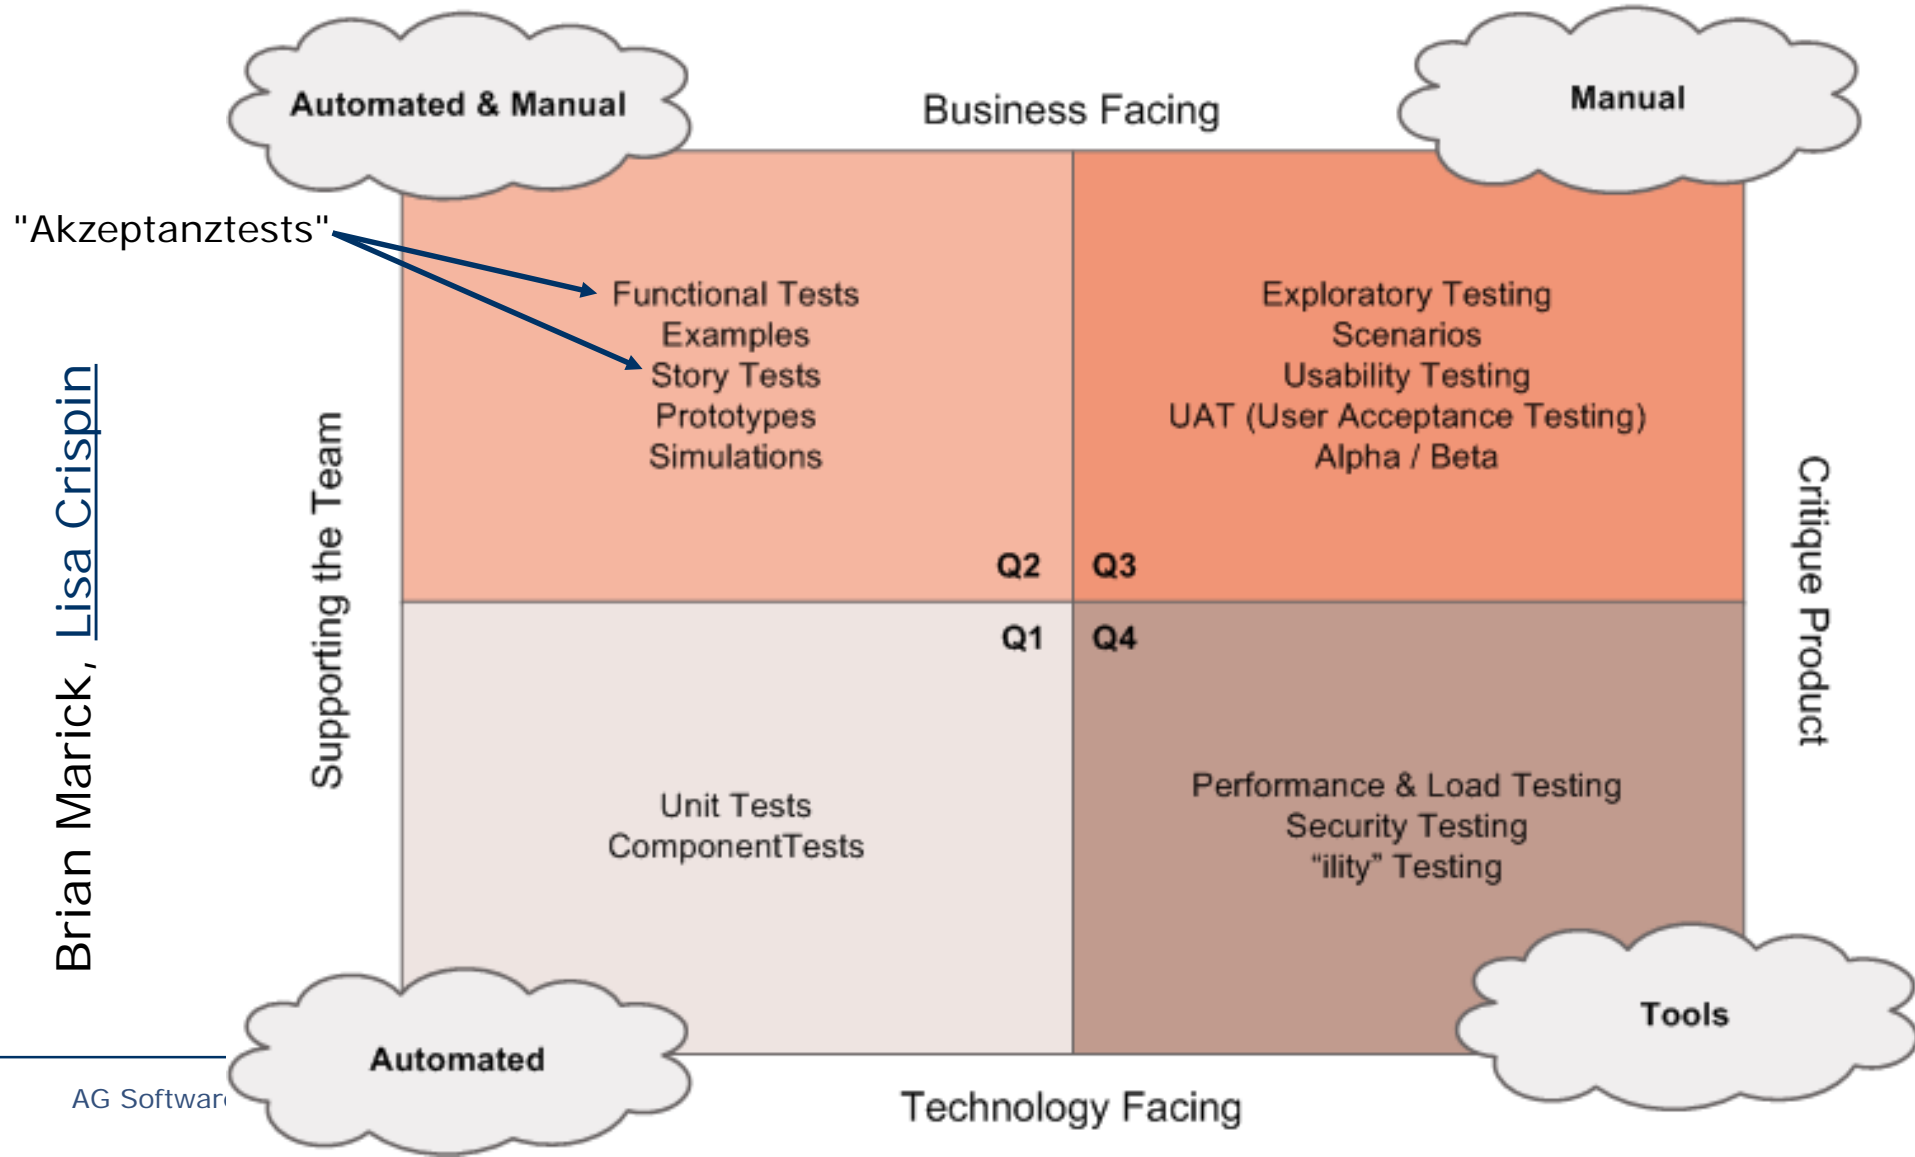 Automated & Manual
Business Facing
Manual
"Akzeptanztests"
Functional Tests
Examples
Story Tests
Prototypes
Simulations
Q2
Exploratory Testing
Scenarios
Usability Testing
UAT (User Acceptance Testing)
Alpha / Beta
Q3
Brian Marick, Lisa Crispin
Supporting the Team
Critique Product
Q1
Unit Tests
ComponentTests
Q4
Performance & Load Testing
Security Testing
“ility” Testing
Automated
Tools
AG
Technology Facing